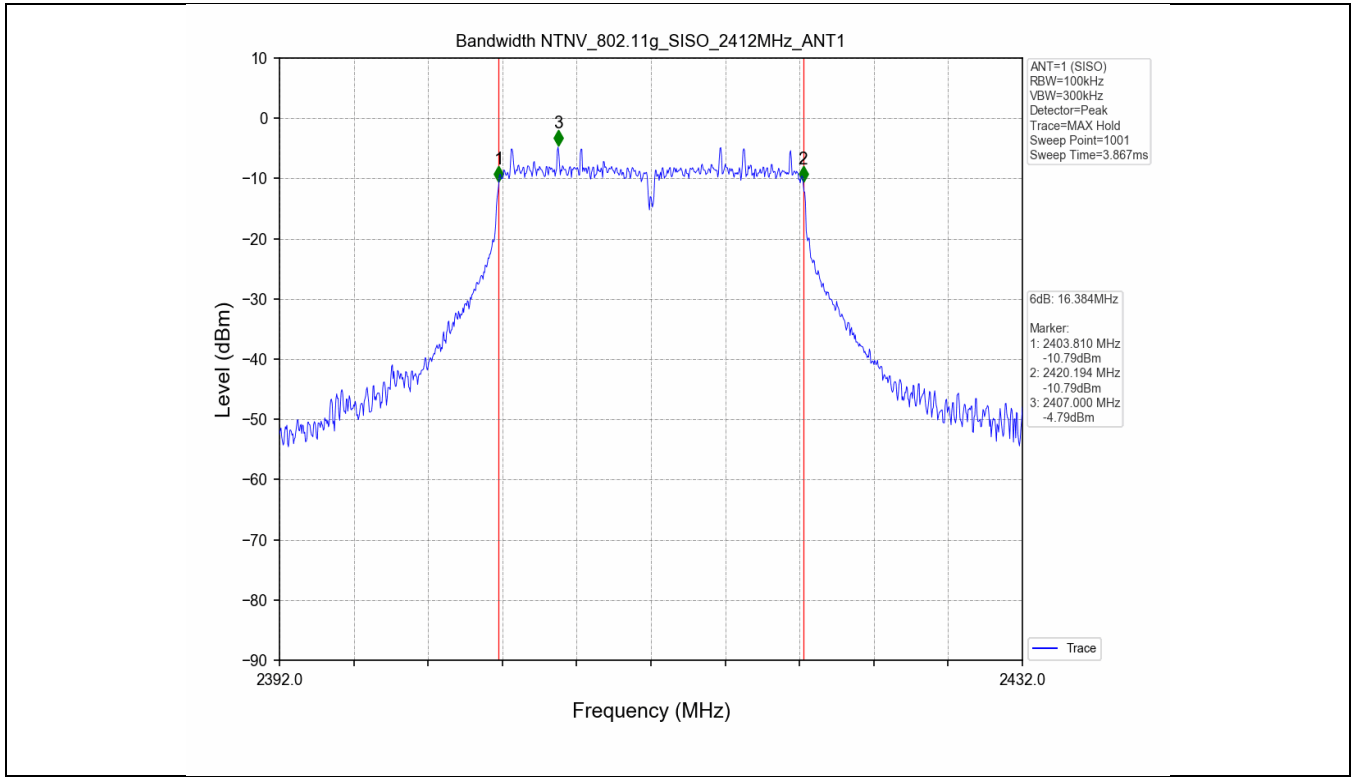 Bandwidth NTNV_802.11g_SISO_2412MHz_ANT1
10
0
−10
−20
−30
−40
−50
−60
−70
−80
−90
Level (dBm)
1
3
2
2392.0
2432.0
Frequency (MHz)
ANT=1 (SISO)
RBW=100kHz
VBW=300kHz
Detector=Peak
Trace=MAX Hold
Sweep Point=1001
Sweep Time=3.867ms
6dB: 16.384MHz
Marker:
1: 2403.810 MHz
-10.79dBm
2: 2420.194 MHz
-10.79dBm
3: 2407.000 MHz
-4.79dBm
Trace